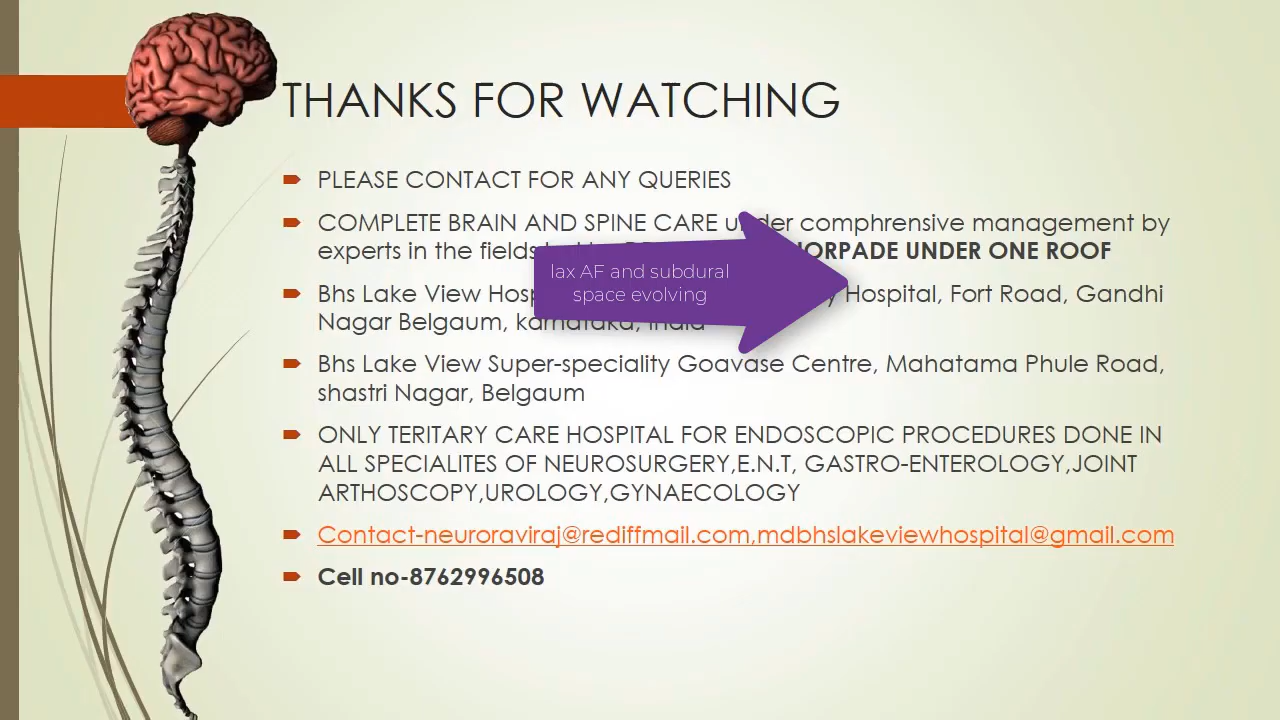 THANKS FOR WATCHING
PLEASE CONTACT FOR ANY QUERIES
COMPLETE BRAIN AND SPINE CARE under comphrensive management by
experts in the fields UNDER ONE ROOF
lax AF and subdural
space evolving
Bhs Lake View Hospital, Fort Road, Gandhi
Nagar Belgaum, karnataka, India
Bhs Lake View Super-speciality Goavase Centre, Mahatama Phule Road,
shastri Nagar, Belgaum
ONLY TERITARY CARE HOSPITAL FOR ENDOSCOPIC PROCEDURES DONE IN
ALL SPECIALITES OF NEUROSURGERY,E.N.T, GASTRO-ENTEROLOGY,JOINT
ARTHOSCOPY,UROLOGY,GYNAECOLOGY
Contact-neuroraviraj@rediffmail.com,mdbhslakeviewhospital@gmail.com
Cell no-8762996508